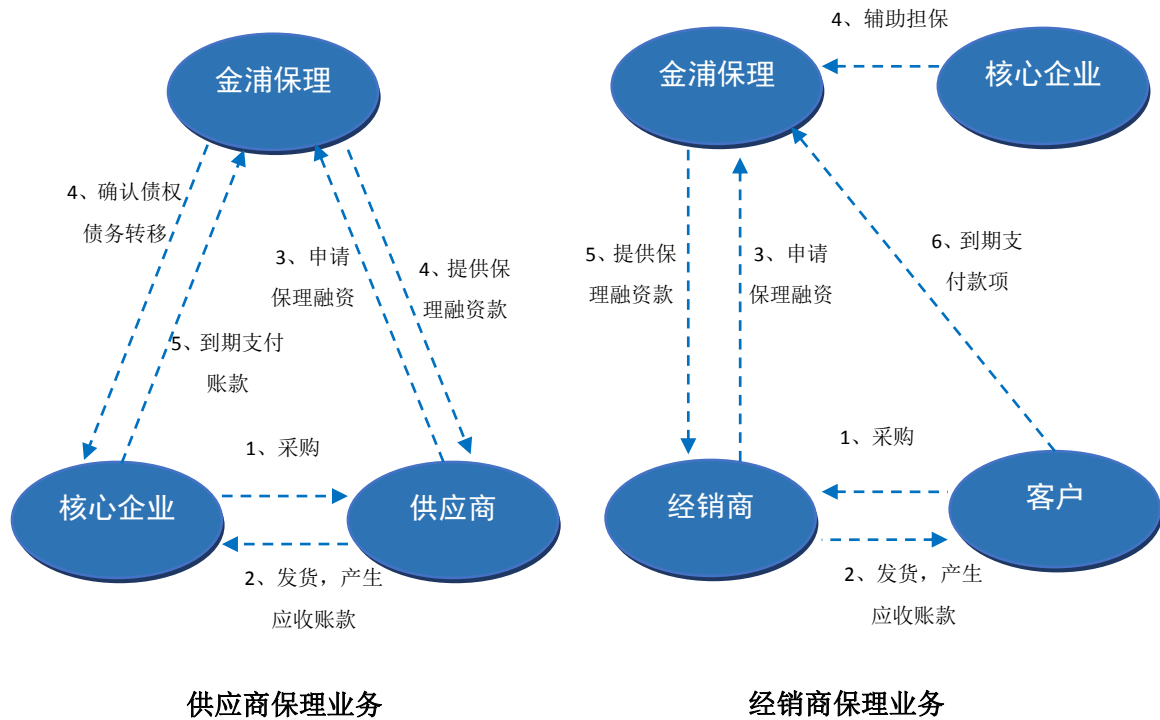 金浦保理
4、确认债权
债务转移
3、申请
保理融资
4、提供保
理融资款
5、到期支付
账款
核心企业
1、采购
供应商
2、发货，产生
应收账款
供应商保理业务
4、辅助担保
金浦保理
核心企业
5、提供保
理融资款
3、申请
保理融资
6、到期支
付款项
经销商
1、采购
客户
2、发货，产生
应收账款
经销商保理业务